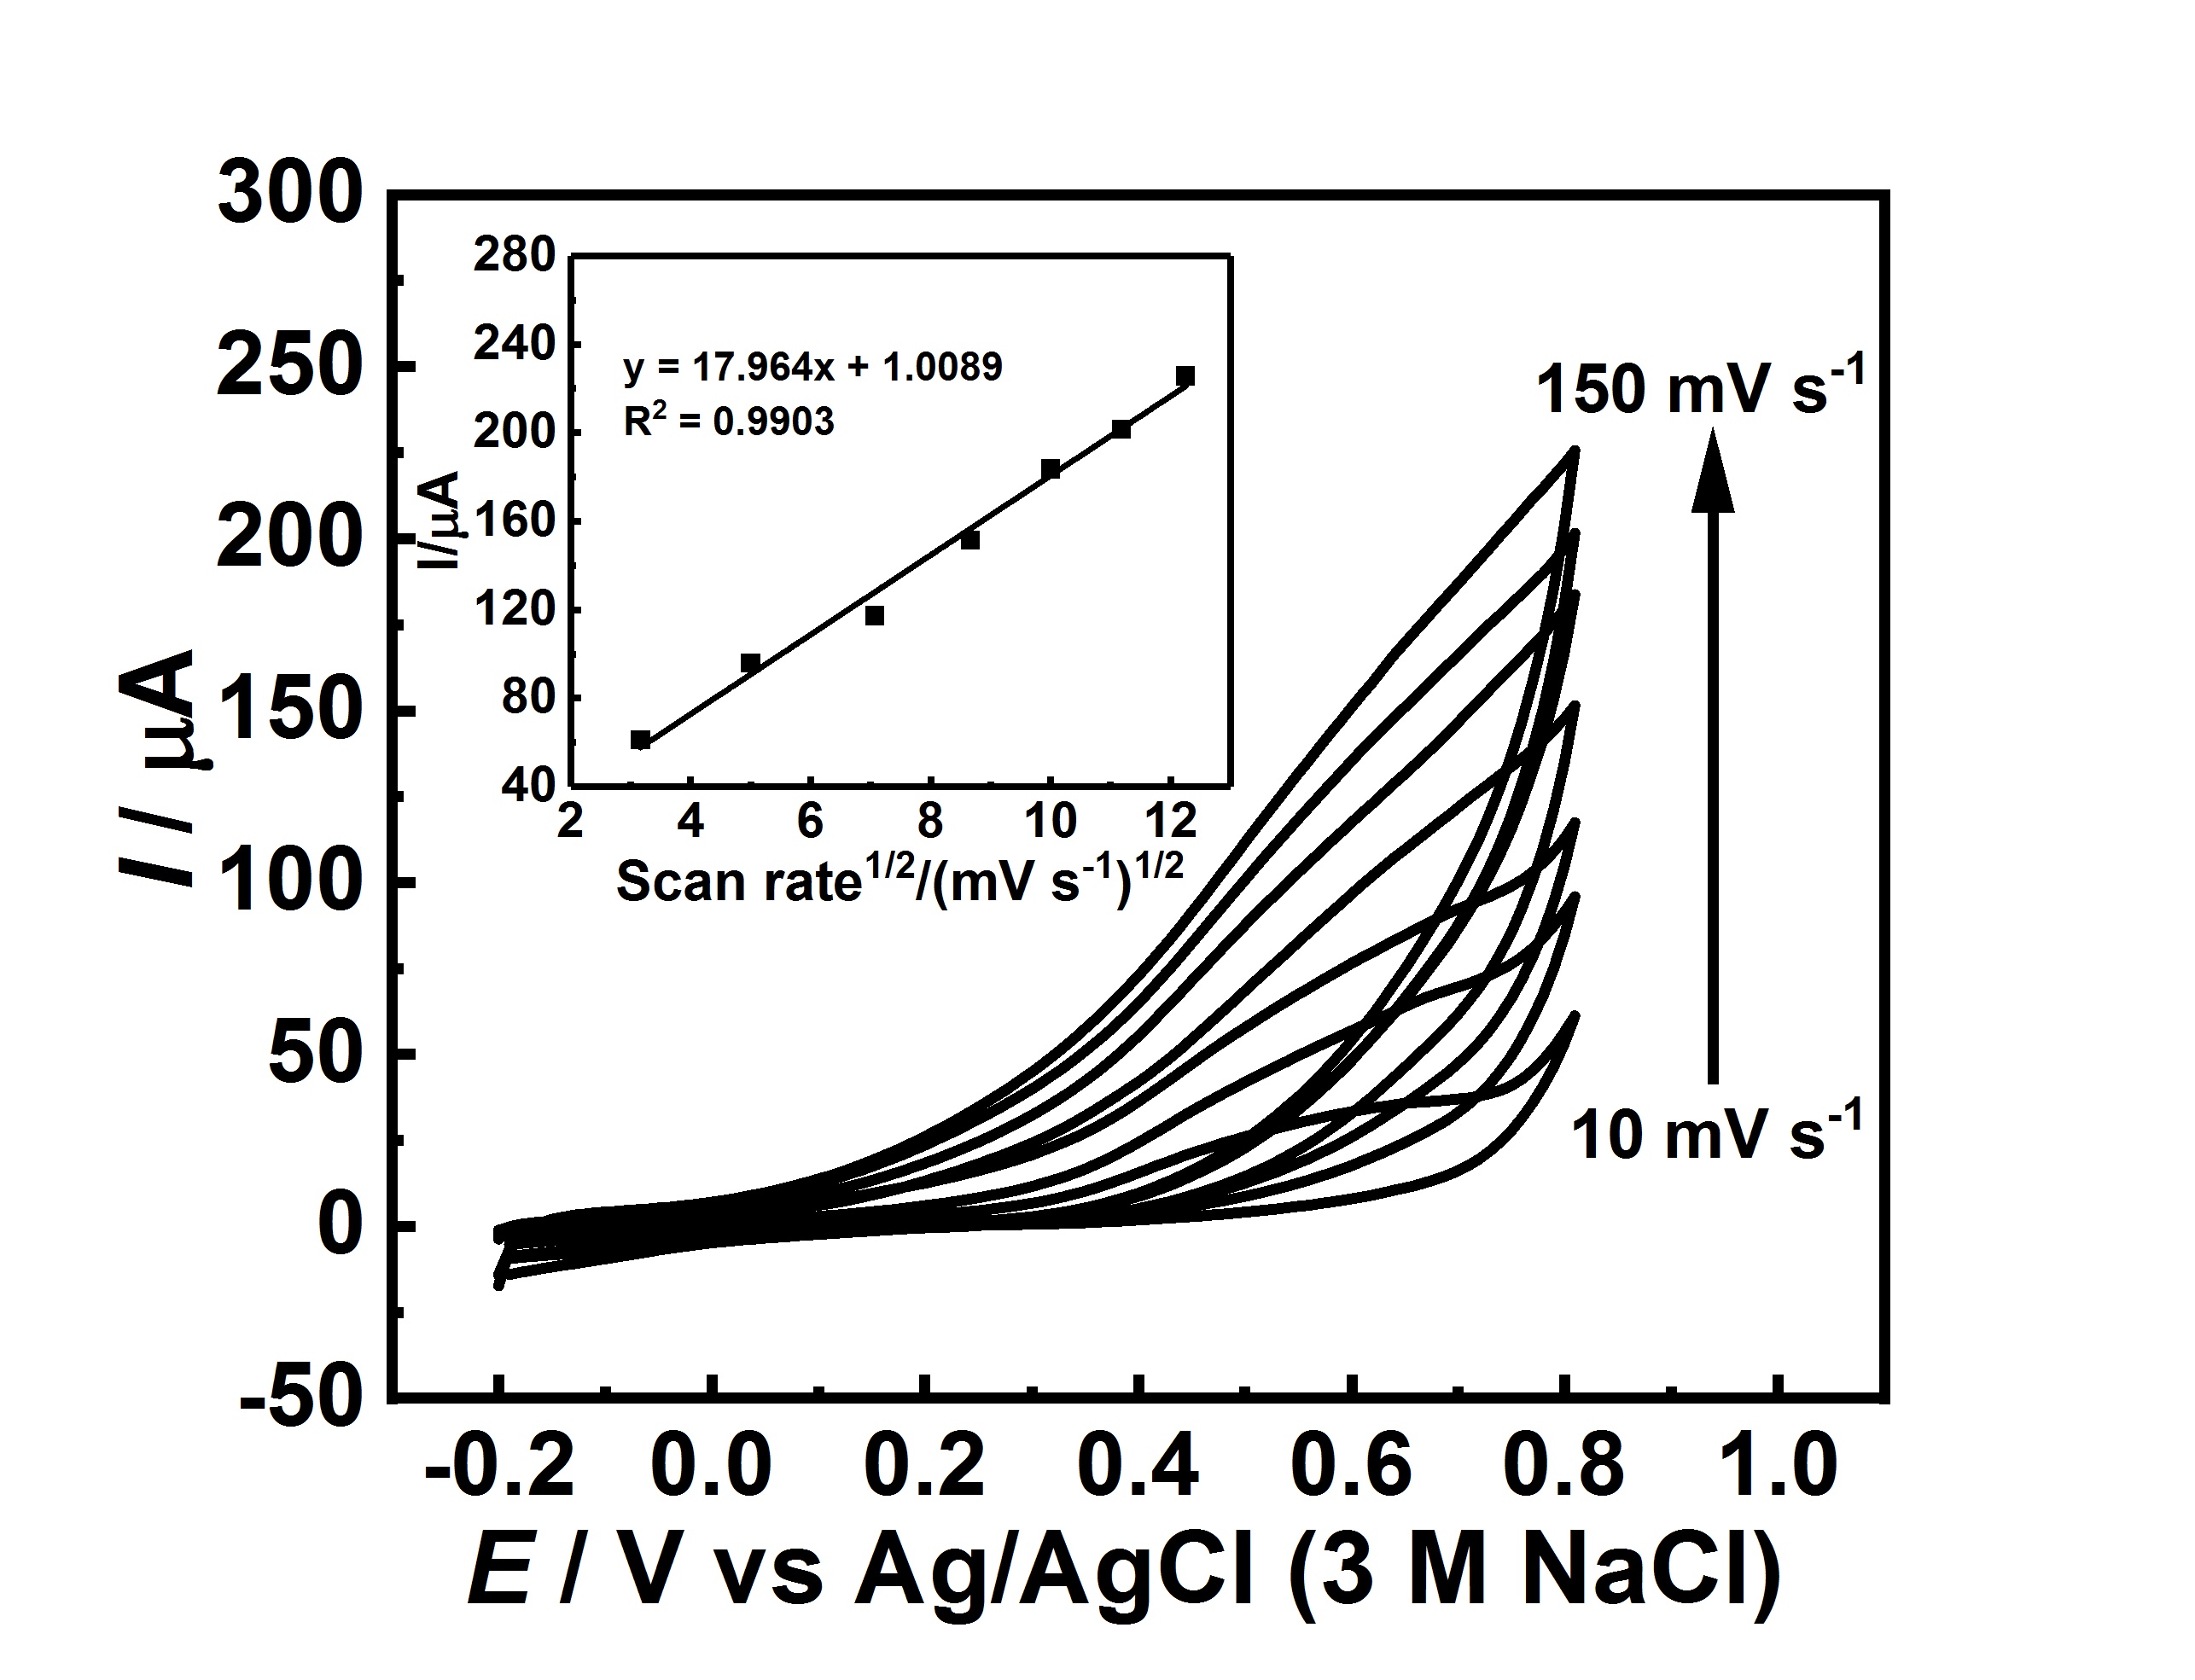 300
250
200
150
100
50
0
-50
I / µA
-0.2 0.0 0.2 0.4 0.6 0.8 1.0
E / V vs Ag/AgCl (3 M NaCl)
280
240
200
160
120
80
40
I/µA
2 4 6 8 10 12
Scan rate^1/2/(mV s^-1)^1/2
y = 17.964x + 1.0089
R² = 0.9903
150 mV s^-1
10 mV s^-1